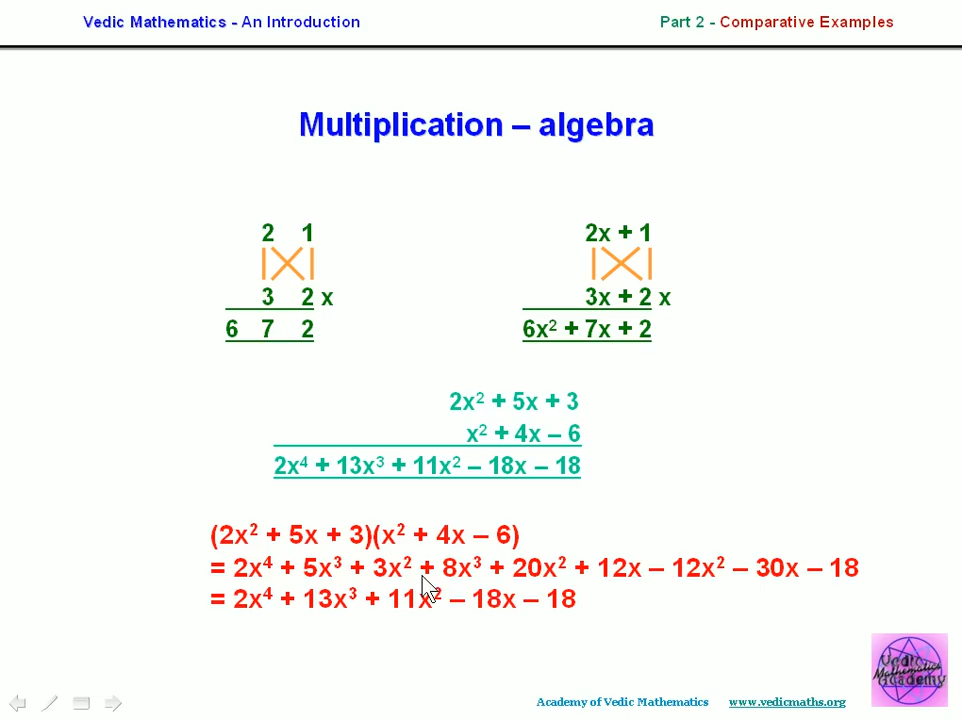 Vedic Mathematics - An Introduction
Part 2 - Comparative Examples
Multiplication – algebra
2 1
3 2 x
6 7 2
2x + 1
3x + 2 x
6x² + 7x + 2
2x² + 5x + 3
x² + 4x – 6
2x⁴ + 13x³ + 11x² – 18x – 18
(2x² + 5x + 3)(x² + 4x – 6)
= 2x⁴ + 5x³ + 3x² + 8x³ + 20x² + 12x – 12x² – 30x – 18
= 2x⁴ + 13x³ + 11x² – 18x – 18
Vedic
Mathematics
Academy
Academy of Vedic Mathematics www.vedicmaths.org